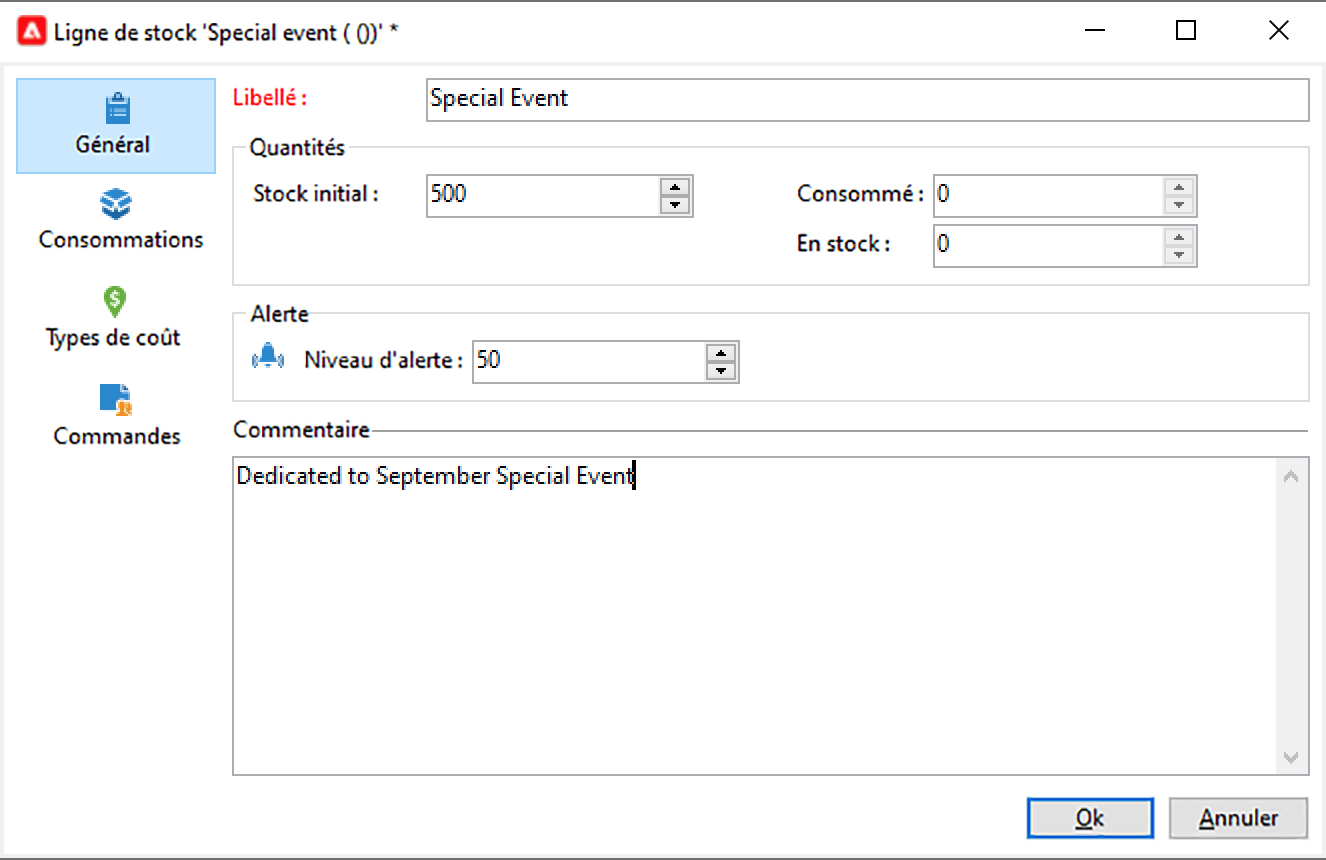 Ligne de stock 'Special event ( ())' *
Général
Consommations
Types de coût
Commandes
Libellé : Special Event
Quantités
Stock initial : 500 Consommé : 0
En stock : 0
Alerte
Niveau d'alerte : 50
Commentaire
Dedicated to September Special Event
Ok Annuler